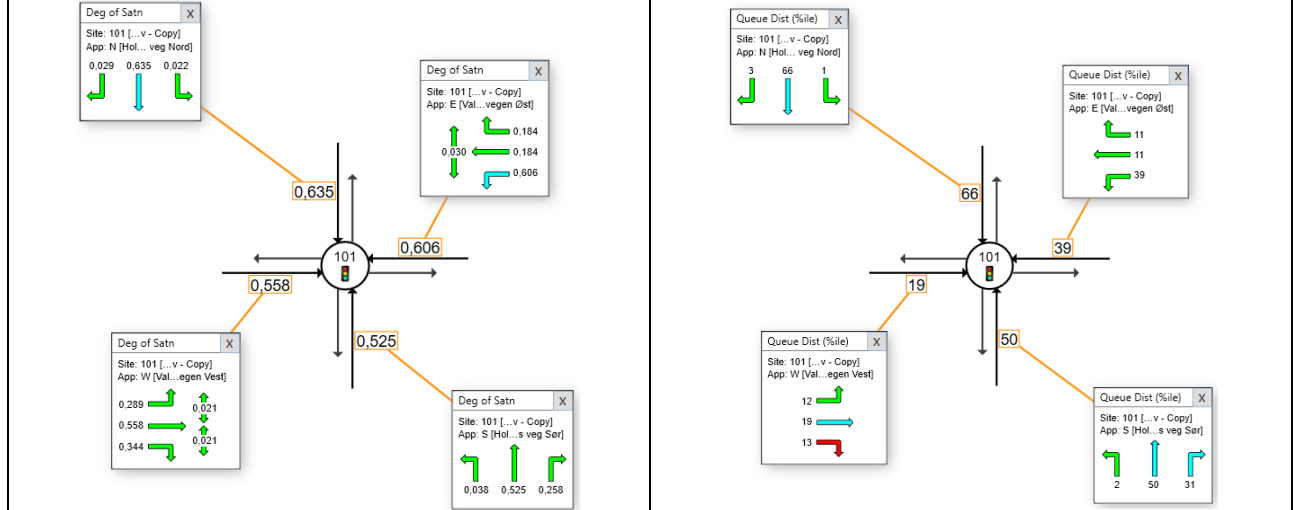 Deg of Satn X
Site: 101 […v - Copy]
App: N [Hol… veg Nord]
0,029 0,635 0,022
Deg of Satn X
Site: 101 […v - Copy]
App: E [Val…vegen Øst]
0,184
0,030 0,184
0,606
0,635
101
0,606
0,558
0,525
Deg of Satn X
Site: 101 […v - Copy]
App: W [Val…egen Vest]
0,289 0,021
0,558
0,344 0,021
Deg of Satn X
Site: 101 […v - Copy]
App: S [Hol…s veg Sør]
0,038 0,525 0,258
Queue Dist (%ile) X
Site: 101 […v - Copy]
App: N [Hol… veg Nord]
3 66 1
Queue Dist (%ile) X
Site: 101 […v - Copy]
App: E [Val…vegen Øst]
11
11
39
66
101
39
19
50
Queue Dist (%ile) X
Site: 101 […v - Copy]
App: W [Val…egen Vest]
12
19
13
Queue Dist (%ile) X
Site: 101 […v - Copy]
App: S [Hol…s veg Sør]
2 50 31